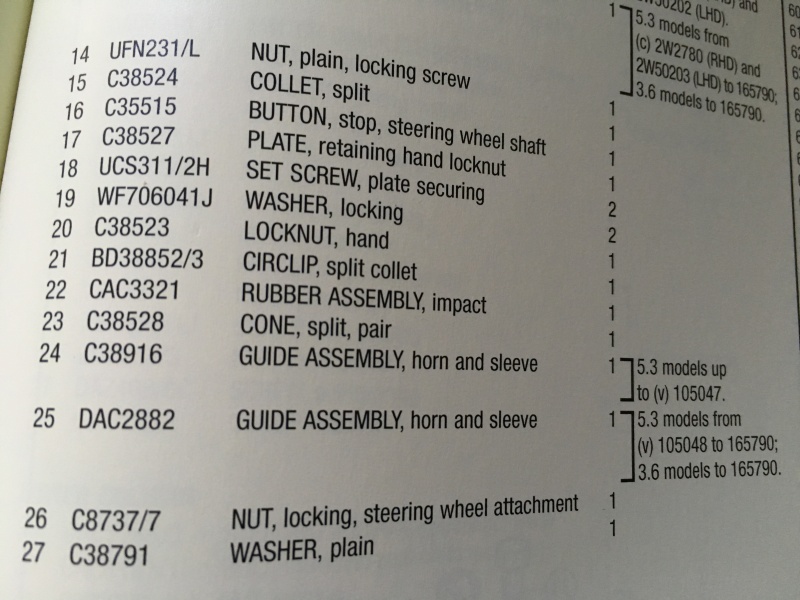 and
(LHD).
1 5.3 models from
(c) 2W2780 (RHD) and
2W50203 (LHD) to 165790;
3.6 models to 165790.
14 UFN231/L NUT, plain, locking screw 1
15 C38524 COLLET, split 1
16 C35515 BUTTON, stop, steering wheel shaft 1
17 C38527 PLATE, retaining hand locknut 1
18 UCS311/2H SET SCREW, plate securing 2
19 WF706041J WASHER, locking 2
20 C38523 LOCKNUT, hand 1
21 BD38852/3 CIRCLIP, split collet 1
22 CAC3321 RUBBER ASSEMBLY, impact 1
23 C38528 CONE, split, pair 1
24 C38916 GUIDE ASSEMBLY, horn and sleeve 1 5.3 models up
to (v) 105047.
25 DAC2882 GUIDE ASSEMBLY, horn and sleeve 1 5.3 models from
(v) 105048 to 165790;
3.6 models to 165790.
26 C8737/7 NUT, locking, steering wheel attachment 1
27 C38791 WASHER, plain 1